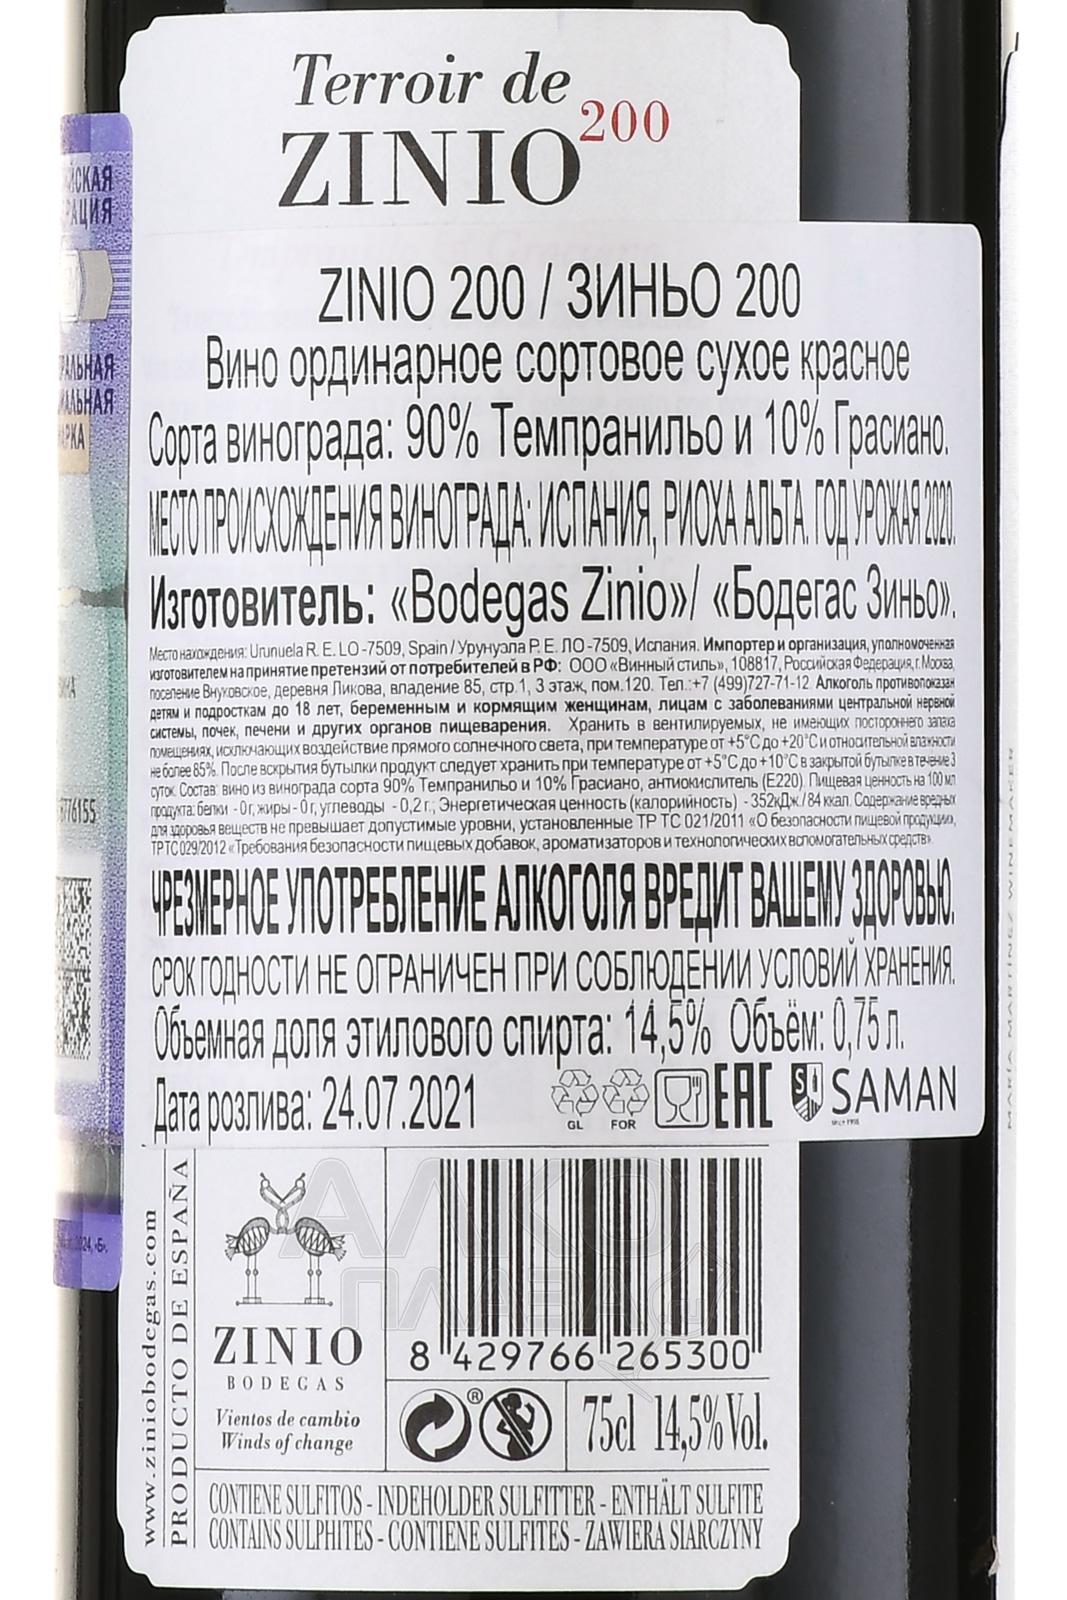 Terroir de
ZINIO 200
ZINIO 200 / ЗИНЬО 200
Вино ординарное сортовое сухое красное
Сорта винограда: 90% Темпранильо и 10% Грасиано.
МЕСТО ПРОИСХОЖДЕНИЯ ВИНОГРАДА: ИСПАНИЯ, РИОХА АЛЬТА. ГОД УРОЖАЯ 2020.
Изготовитель: «Bodegas Zinio»/ «Бодегас Зиньо».
Место нахождения: Urunuela R. E. LO -7509, Spain / Урунуэла Р. Е. ЛО -7509, Испания. Импортер и организация, уполномоченная
изготовителем на принятие претензий от потребителей в РФ: ООО «Винный стиль», 108817, Российская Федерация, г. Москва,
поселение Внуковское, деревня Ликова, владение 85, стр.1, 3 этаж, пом.120. Тел.:+7 (499)727-71-12. Алкоголь противопоказан
детям и подросткам до 18 лет, беременным и кормящим женщинам, лицам с заболеваниями центральной нервной
системы, почек, печени и других органов пищеварения. Хранить в вентилируемых, не имеющих постороннего запаха
помещениях, исключающих воздействие прямого солнечного света, при температуре от +5°С до +20°С и относительной влажности
не более 85%. После вскрытия бутылки продукт следует хранить при температуре от +5°С до +10°С в закрытой бутылке в течение 3
суток. Состав: вино из винограда сорта 90% Темпранильо и 10% Грасиано, антиокислитель (Е220). Пищевая ценность на 100 мл
продукта: белки - 0г, жиры - 0 г, углеводы - 0,2 г.; Энергетическая ценность (калорийность) - 352кДж / 84 ккал. Содержание вредных
для здоровья веществ не превышает допустимые уровни, установленные ТР ТС 021/2011 «О безопасности пищевой продукции»,
ТР ТС 029/2012 «Требования безопасности пищевых добавок, ароматизаторов и технологических вспомогательных средств».
ЧРЕЗМЕРНОЕ УПОТРЕБЛЕНИЕ АЛКОГОЛЯ ВРЕДИТ ВАШЕМУ ЗДОРОВЬЮ.
СРОК ГОДНОСТИ НЕ ОГРАНИЧЕН ПРИ СОБЛЮДЕНИИ УСЛОВИЙ ХРАНЕНИЯ.
Объемная доля этилового спирта: 14,5% Объём: 0,75 л.
Дата розлива: 24.07.2021
GL FOR EAC SAMAN
www.ziniobodegas.com
PRODUCTO DE ESPAÑA
ZINIO
BODEGAS
Vientos de cambio
Winds of change
8 429766 265300
75cl 14,5% Vol.
CONTIENE SULFITOS - INDEHOLDER SULFITTER - ENTHÄLT SULFITE
CONTAINS SULPHITES - CONTIENE SULFITES - ZAWIERA SIARCZYNY
MARÍA MARTÍNEZ WINEMAKER
АЛКО
ПЛАЗА